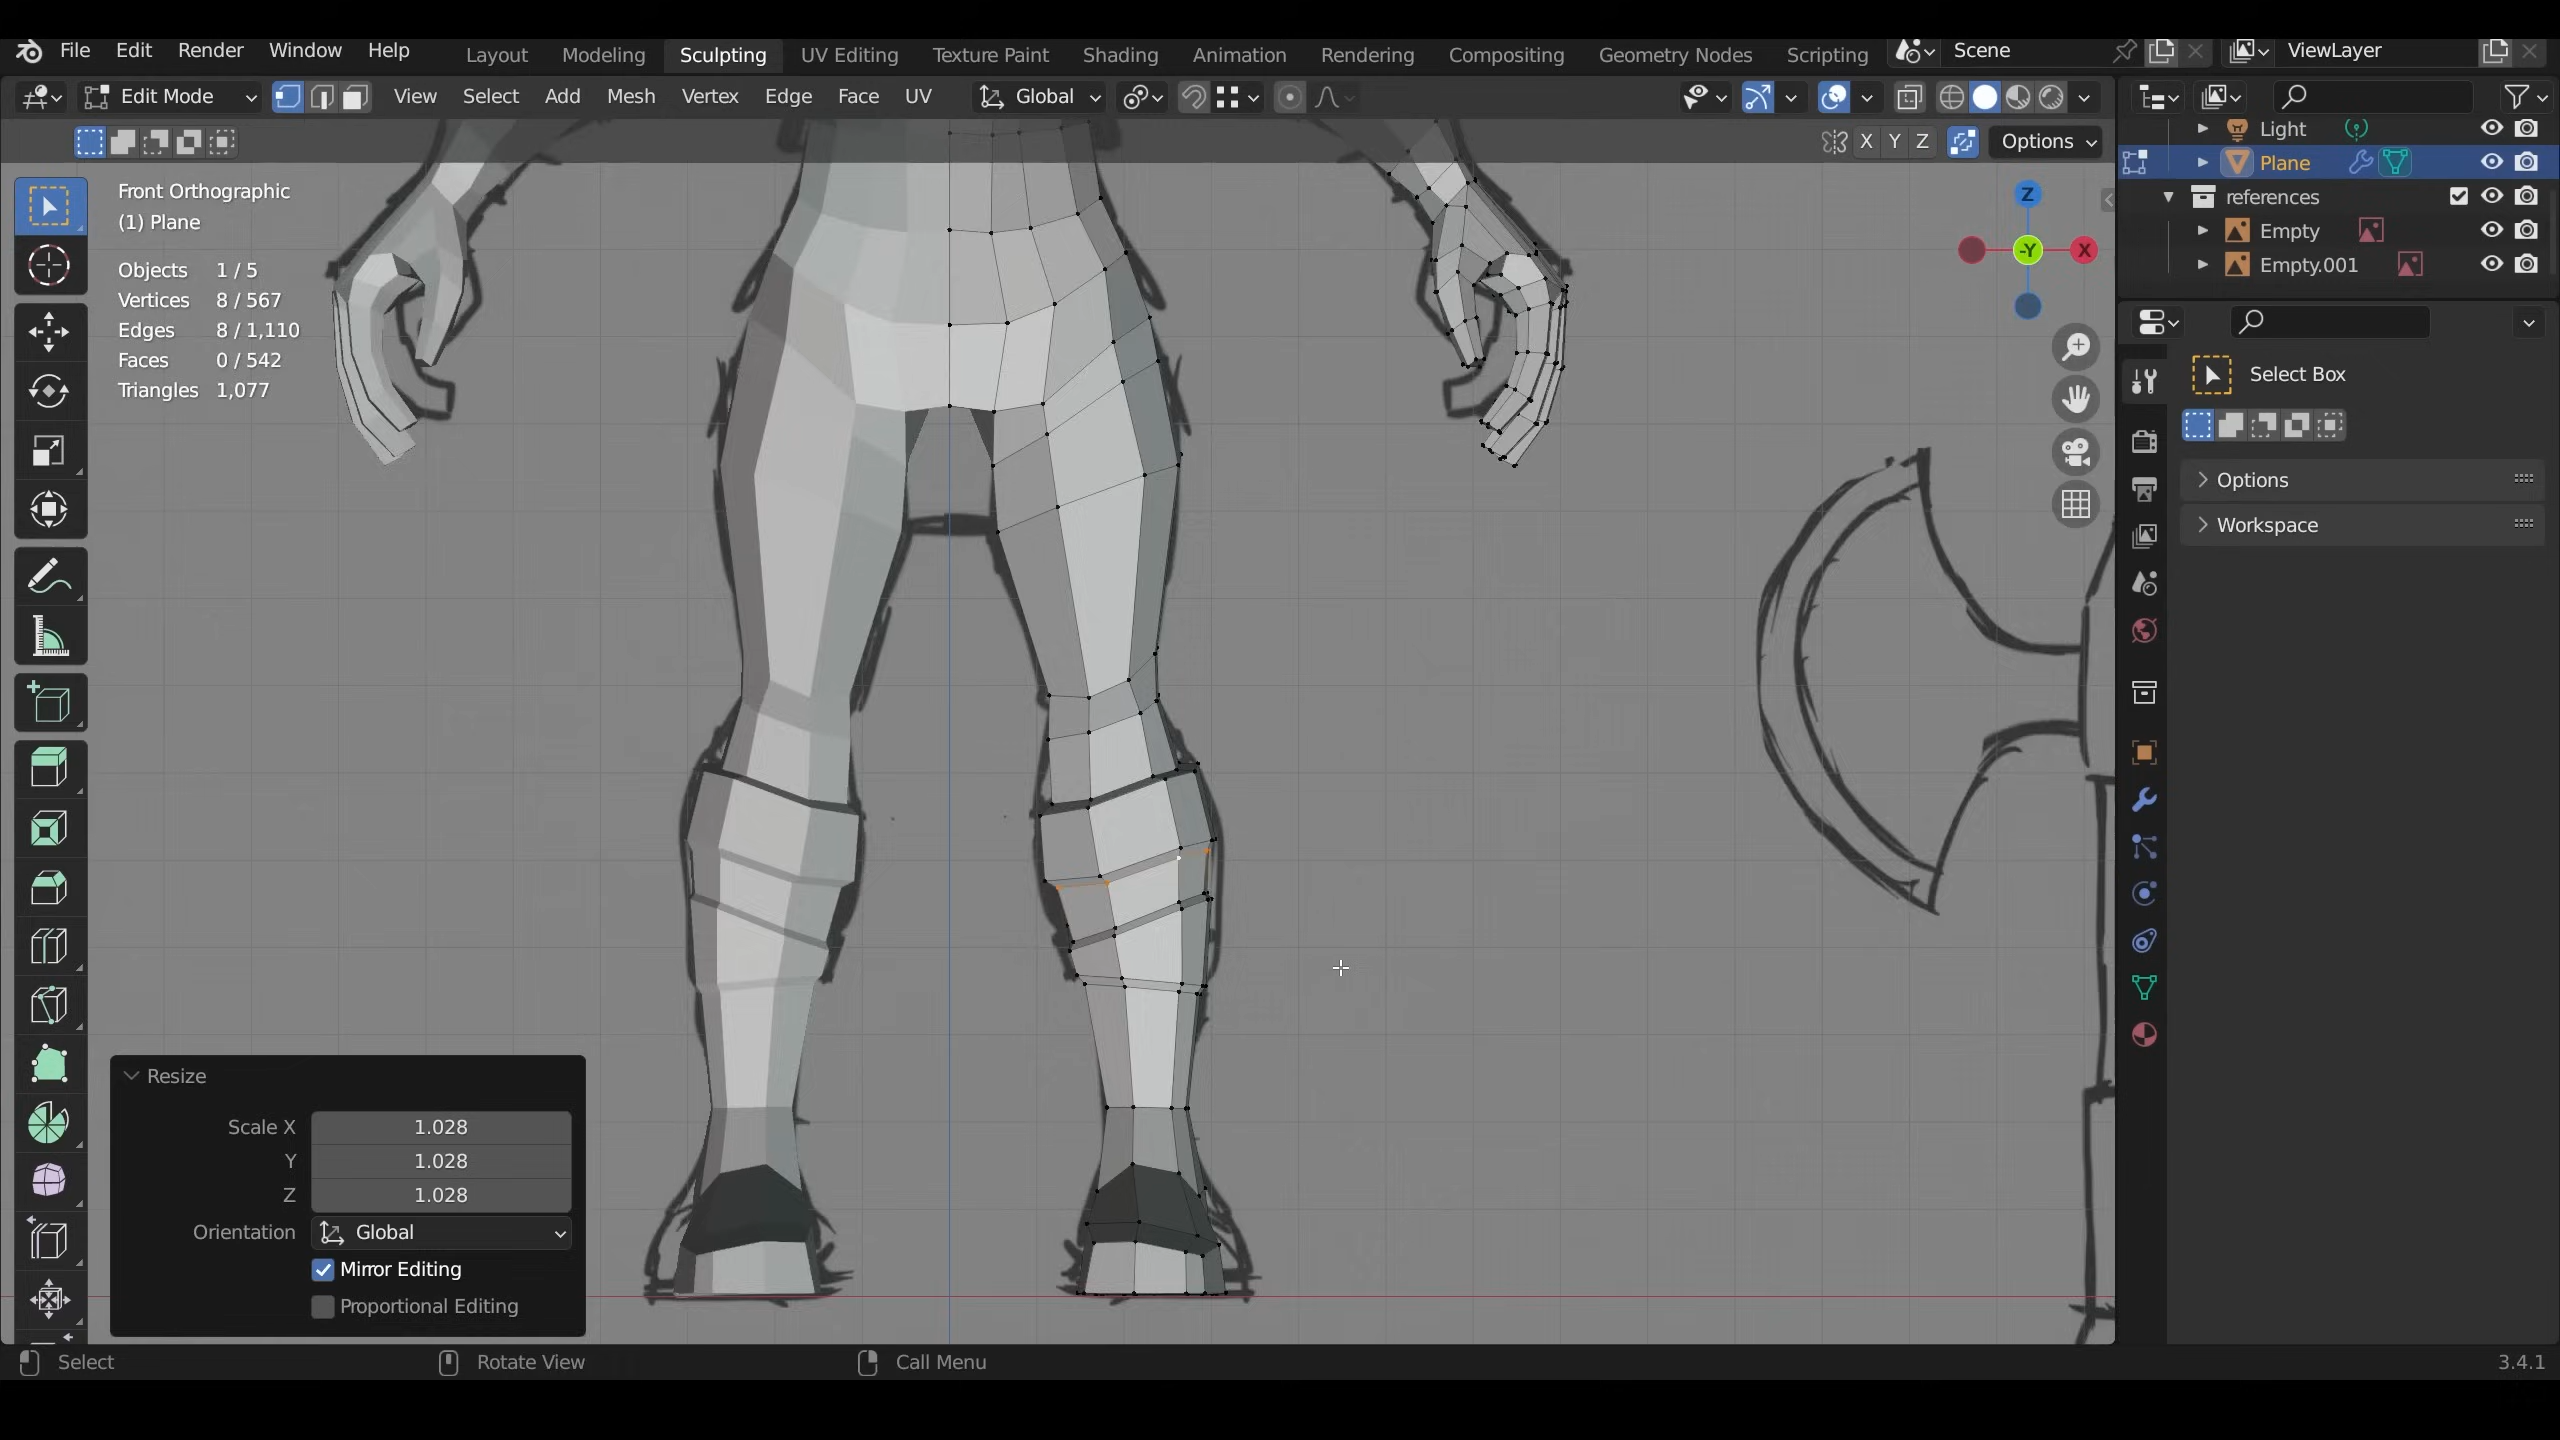 File Edit Render Window Help Layout Modeling Sculpting UV Editing Texture Paint Shading Animation Rendering Compositing Geometry Nodes Scripting Scene ViewLayer
Edit Mode View Select Add Mesh Vertex Edge Face UV Global
X Y Z Options
Light
Plane
references
Empty
Empty.001
Front Orthographic
(1) Plane
Objects 1 / 5
Vertices 8 / 567
Edges 8 / 1,110
Faces 0 / 542
Triangles 1,077
Z
-Y
X
Select Box
Options
Workspace
Resize
Scale X 1.028
Y 1.028
Z 1.028
Orientation Global
Mirror Editing
Proportional Editing
Select Rotate View Call Menu 3.4.1